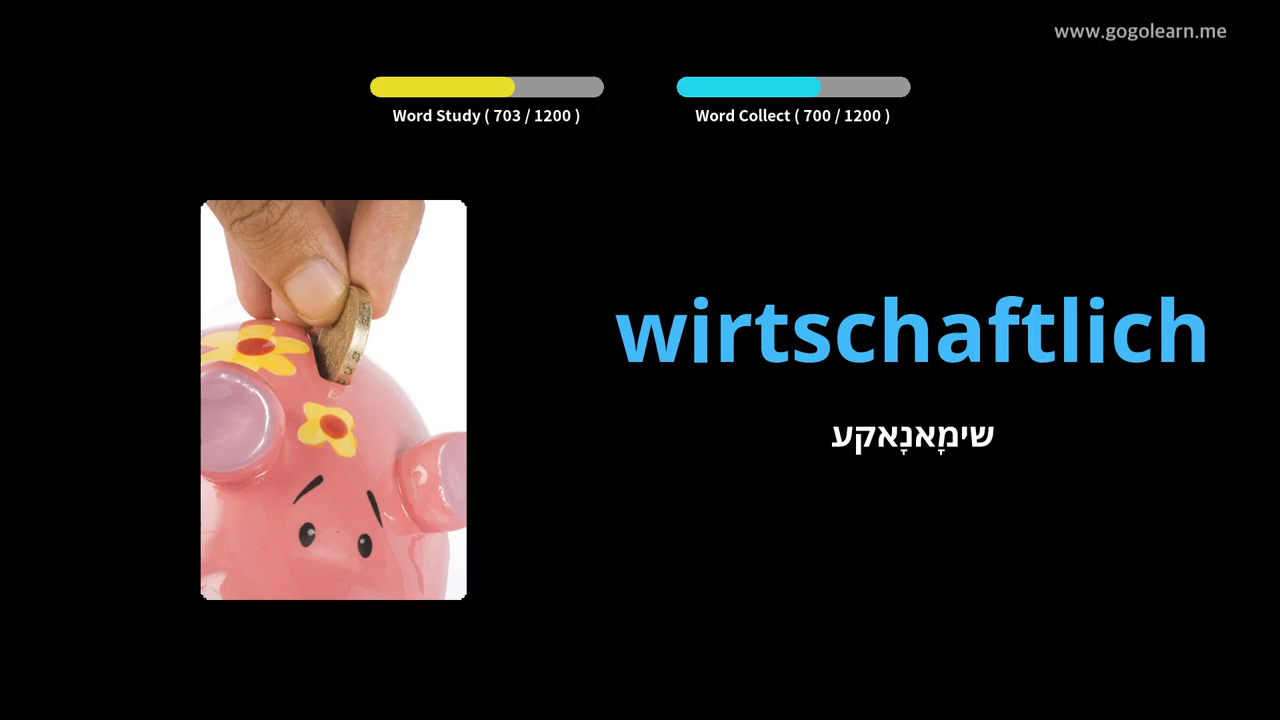 www.gogolearn.me
Word Study ( 703 / 1200 )
Word Collect ( 700 / 1200 )
wirtschaftlich
שימָאנָאקע